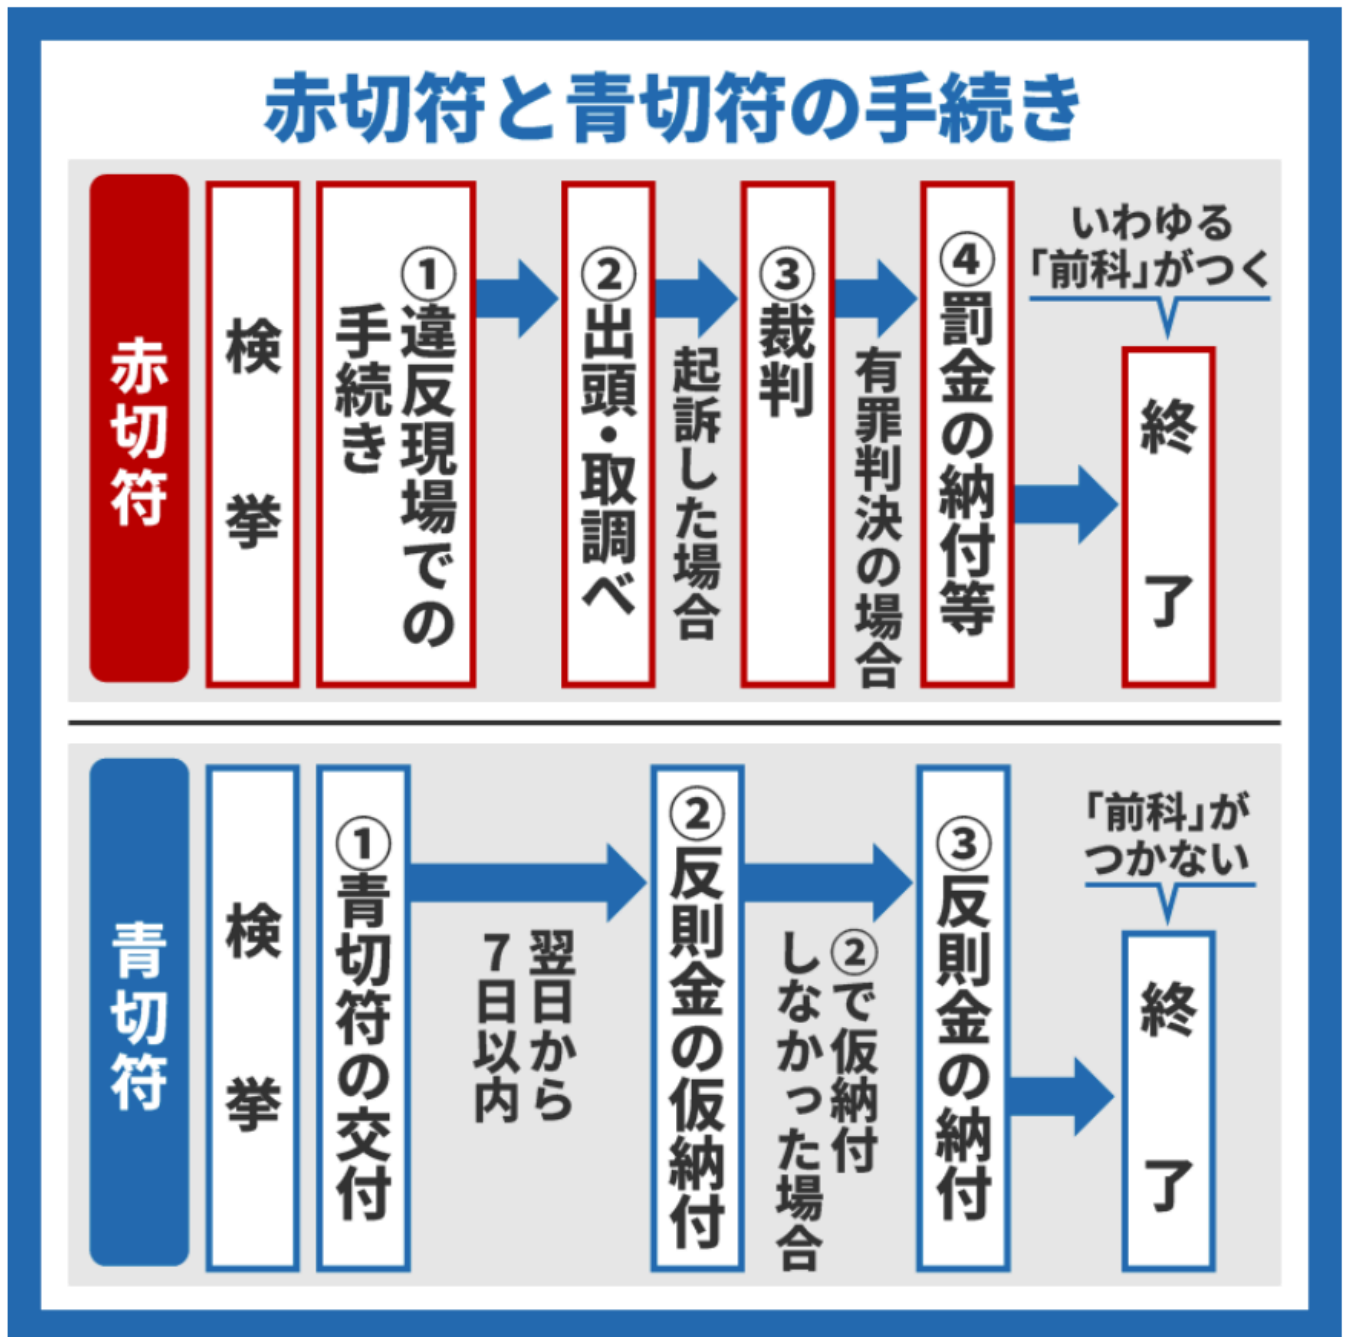 赤切符と青切符の手続き
赤切符
検挙
①違反現場での
手続き
②出頭・取調べ
起訴した場合
③裁判
有罪判決の場合
④罰金の納付等
いわゆる
「前科」がつく
終了
青切符
検挙
①青切符の交付
翌日から
7日以内
②反則金の仮納付
②で仮納付
しなかった場合
③反則金の納付
「前科」が
つかない
終了